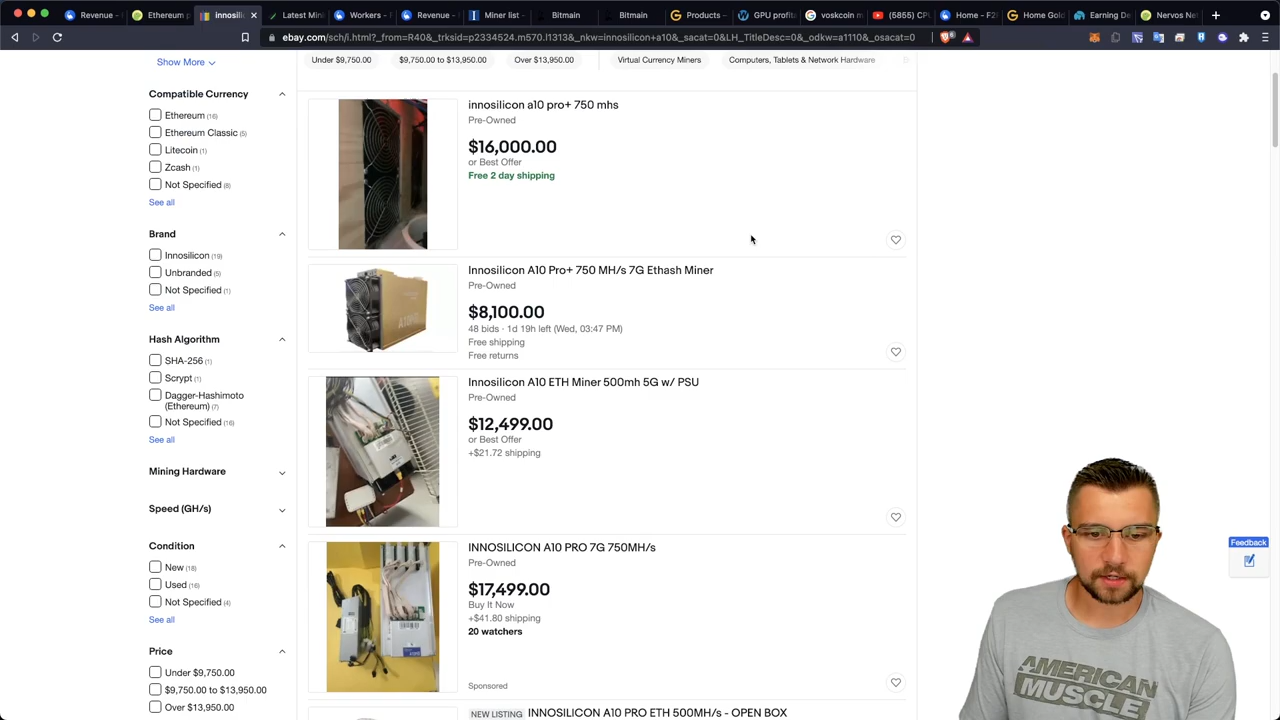 Revenue -
Ethereum p
innosilic
Latest Mini
Workers -
Revenue -
Miner list -
Bitmain
Bitmain
Products -
GPU profita
voskcoin m
(5855) CPU
Home – F2
Home Gold
Earning De
Nervos Net
ebay.com/sch/i.html?_from=R40&_trksid=p2334524.m570.l1313&_nkw=innosilicon+a10&_sacat=0&LH_TitleDesc=0&_odkw=a1110&_osacat=0
Show More
Under $9,750.00
$9,750.00 to $13,950.00
Over $13,950.00
Virtual Currency Miners
Computers, Tablets & Network Hardware
Compatible Currency
Ethereum (16)
Ethereum Classic (5)
Litecoin (1)
Zcash (1)
Not Specified (8)
See all
Brand
Innosilicon (19)
Unbranded (5)
Not Specified (1)
See all
Hash Algorithm
SHA-256 (1)
Scrypt (1)
Dagger-Hashimoto
(Ethereum) (7)
Not Specified (16)
See all
Mining Hardware
Speed (GH/s)
Condition
New (18)
Used (16)
Not Specified (4)
See all
Price
Under $9,750.00
$9,750.00 to $13,950.00
Over $13,950.00
innosilicon a10 pro+ 750 mhs
Pre-Owned
$16,000.00
or Best Offer
Free 2 day shipping
Innosilicon A10 Pro+ 750 MH/s 7G Ethash Miner
Pre-Owned
$8,100.00
48 bids · 1d 19h left (Wed, 03:47 PM)
Free shipping
Free returns
Innosilicon A10 ETH Miner 500mh 5G w/ PSU
Pre-Owned
$12,499.00
or Best Offer
+$21.72 shipping
INNOSILICON A10 PRO 7G 750MH/s
Pre-Owned
$17,499.00
Buy It Now
+$41.80 shipping
20 watchers
Sponsored
NEW LISTING INNOSILICON A10 PRO ETH 500MH/s - OPEN BOX
Feedback
AMERICAN
MUSCLE